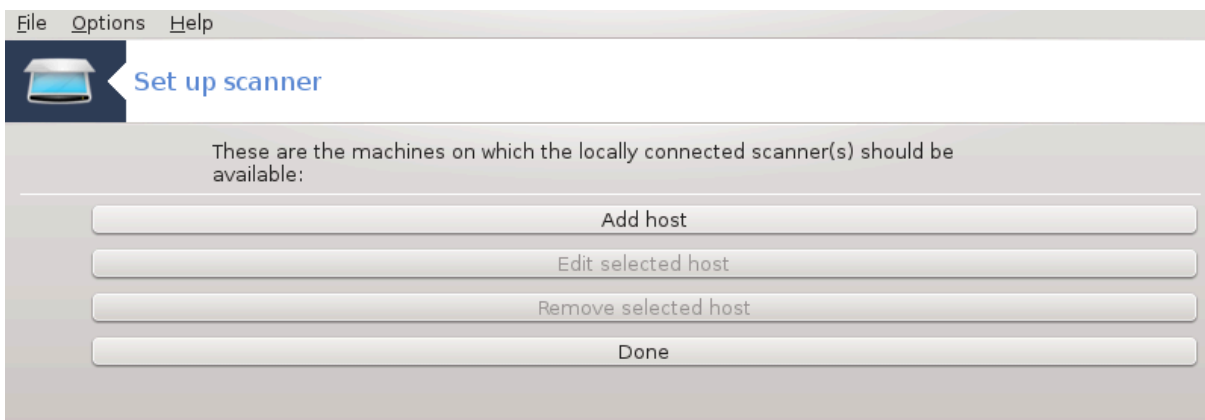 File Options Help
Set up scanner
These are the machines on which the locally connected scanner(s) should be
available:
Add host
Edit selected host
Remove selected host
Done